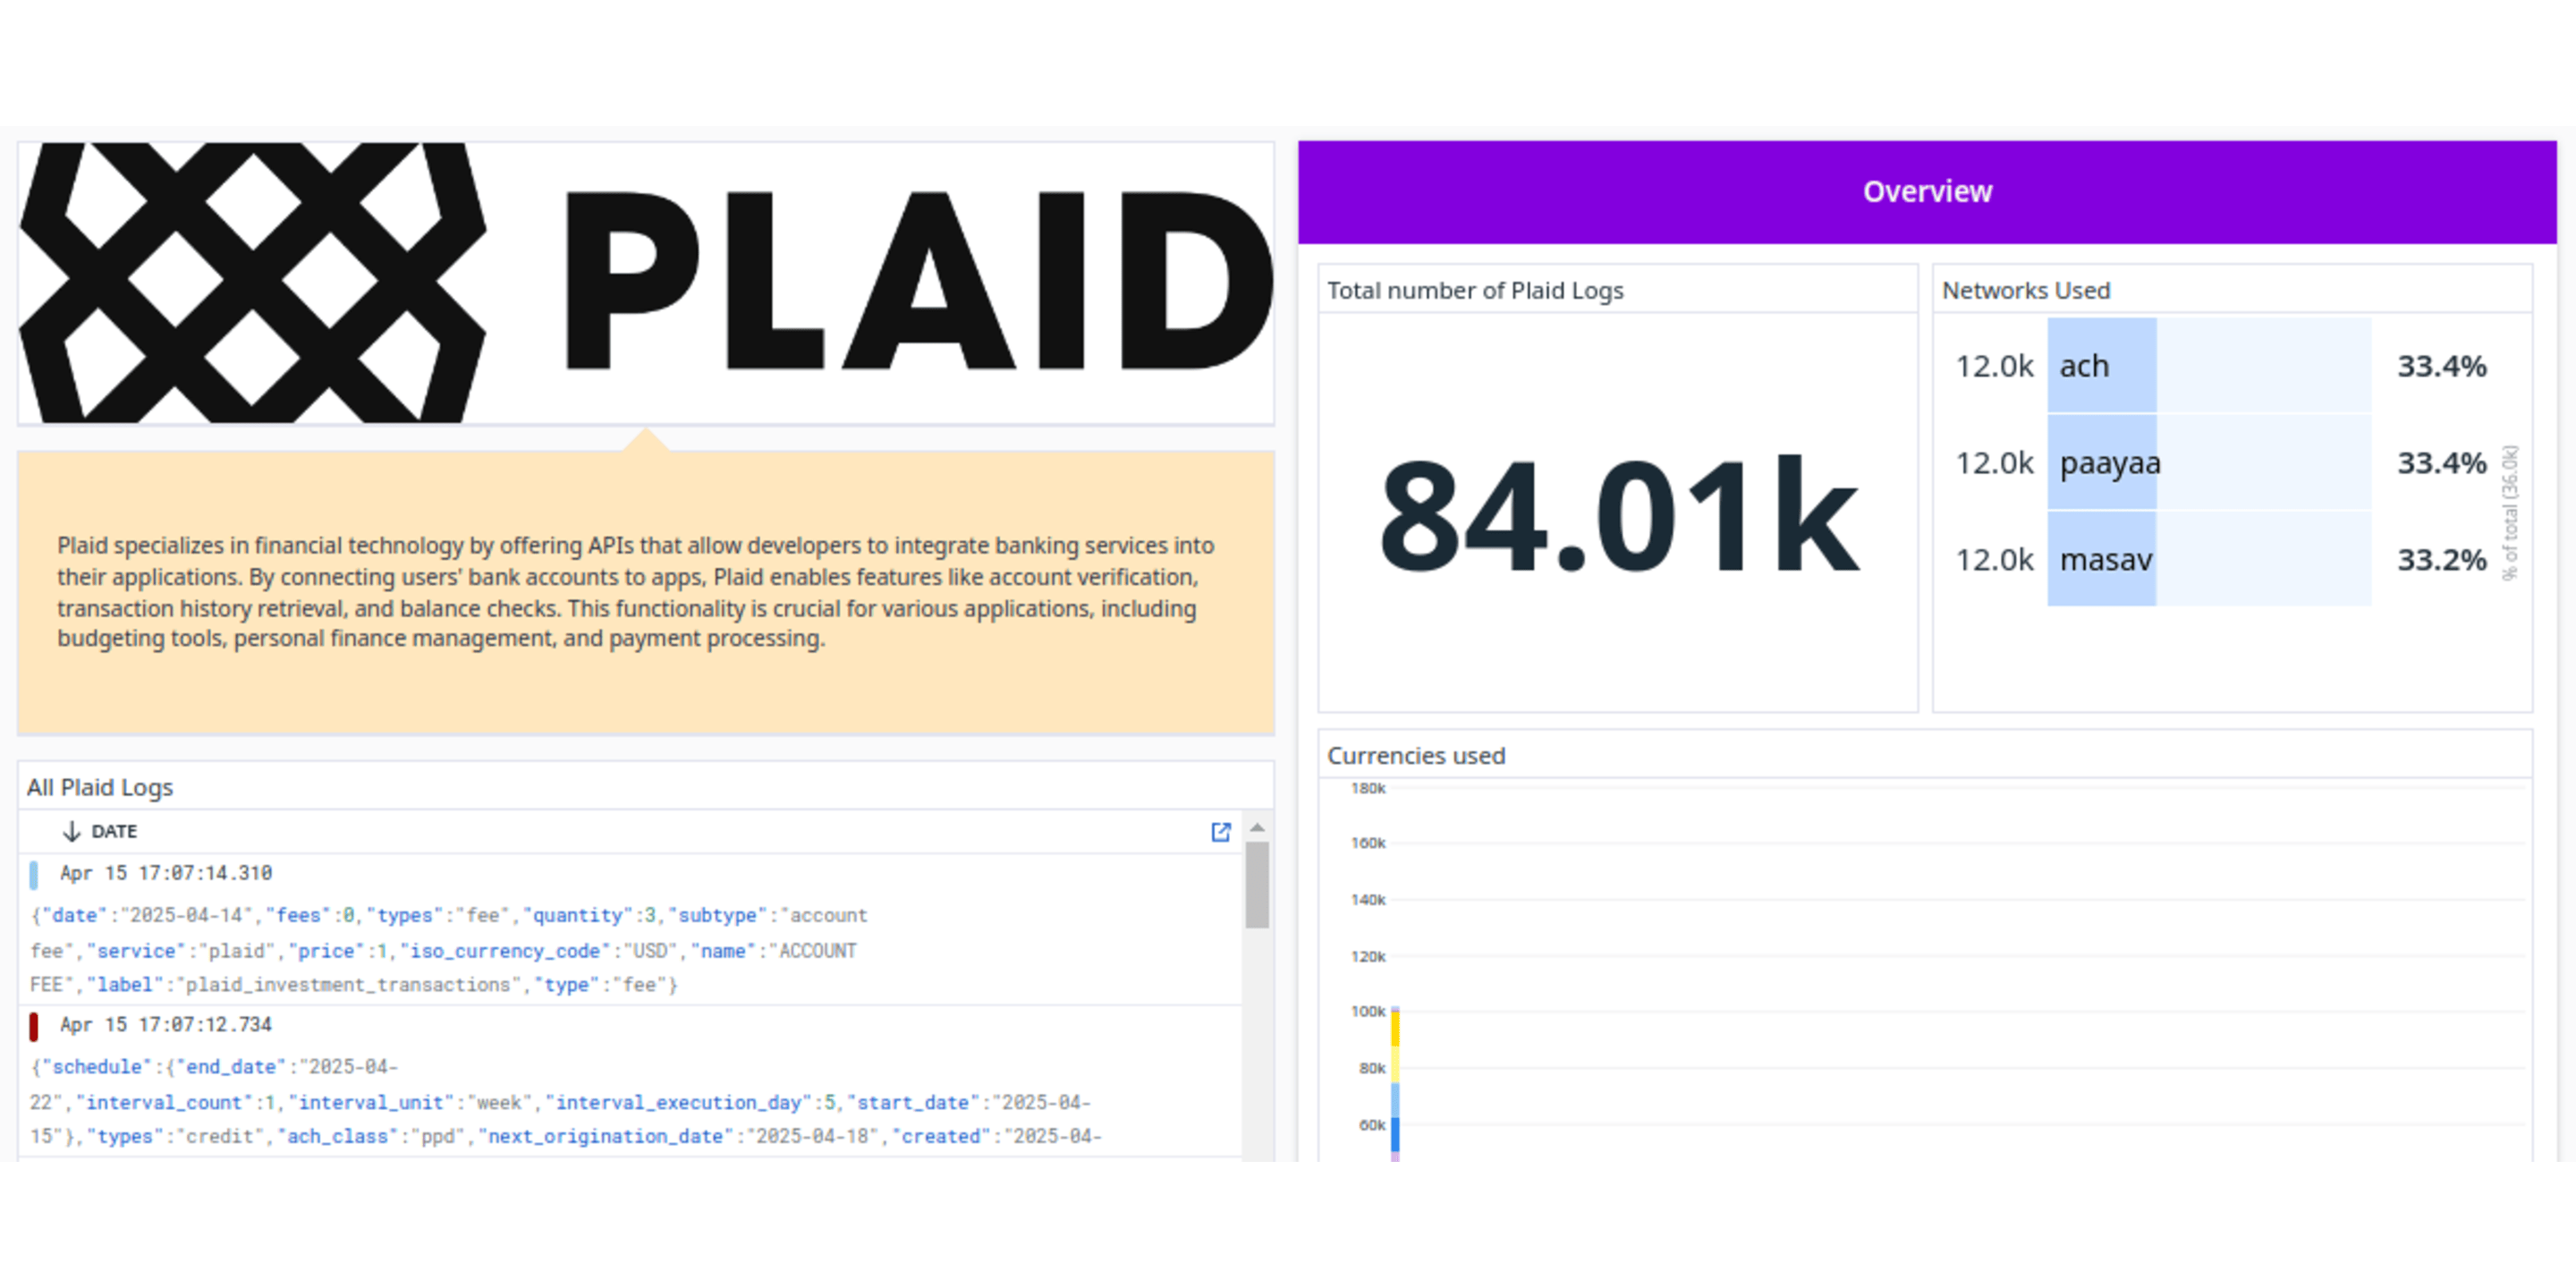 PLAID
Plaid specializes in financial technology by offering APIs that allow developers to integrate banking services into
their applications. By connecting users' bank accounts to apps, Plaid enables features like account verification,
transaction history retrieval, and balance checks. This functionality is crucial for various applications, including
budgeting tools, personal finance management, and payment processing.
All Plaid Logs
DATE
Apr 15 17:07:14.310
{"date":"2025-04-14","fees":0,"types":"fee","quantity":3,"subtype":"account
fee","service":"plaid","price":1,"iso_currency_code":"USD","name":"ACCOUNT
FEE","label":"plaid_investment_transactions","type":"fee"}
Apr 15 17:07:12.734
{"schedule":{"end_date":"2025-04-
22","interval_count":1,"interval_unit":"week","interval_execution_day":5,"start_date":"2025-04-
15"},"types":"credit","ach_class":"ppd","next_origination_date":"2025-04-18","created":"2025-04-
Overview
Total number of Plaid Logs
84.01k
Networks Used
12.0k ach 33.4%
12.0k paayaa 33.4%
12.0k masav 33.2%
% of total (36.0k)
Currencies used
180k
160k
140k
120k
100k
80k
60k